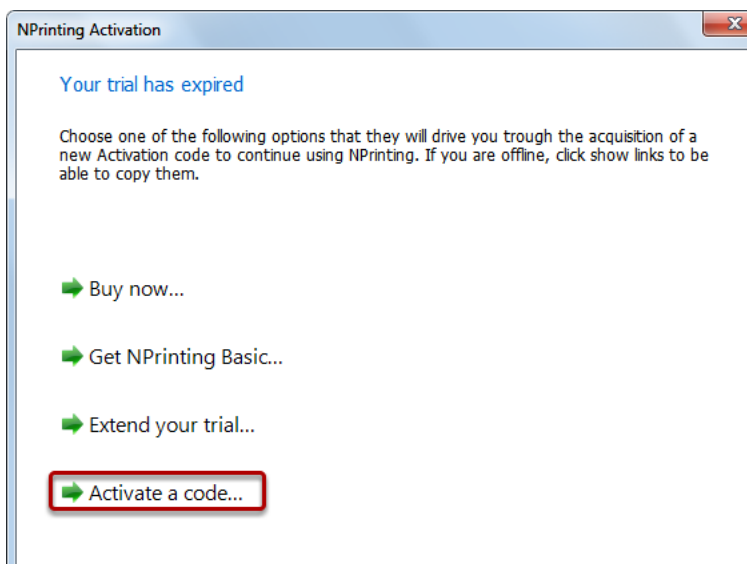 NPrinting Activation
Your trial has expired
Choose one of the following options that they will drive you trough the acquisition of a
new Activation code to continue using NPrinting. If you are offline, click show links to be
able to copy them.
Buy now...
Get NPrinting Basic...
Extend your trial...
Activate a code...